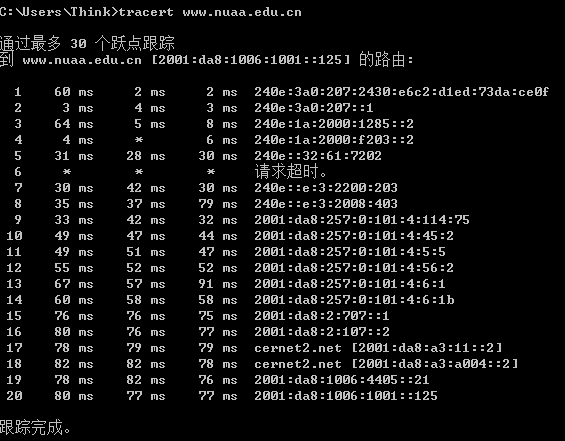 C:\Users\Think>tracert www.nuaa.edu.cn
通过最多 30 个跃点跟踪
到 www.nuaa.edu.cn [2001:da8:1006:1001::125] 的路由:
1 60 ms 2 ms 2 ms 240e:3a0:207:2430:e6c2:d1ed:73da:ce0f
2 3 ms 4 ms 3 ms 240e:3a0:207::1
3 64 ms 5 ms 8 ms 240e:1a:2000:1285::2
4 4 ms * 6 ms 240e:1a:2000:f203::2
5 31 ms 28 ms 30 ms 240e::32:61:7202
6 * * * 请求超时。
7 30 ms 42 ms 30 ms 240e::e:3:2200:203
8 35 ms 37 ms 79 ms 240e::e:3:2008:403
9 33 ms 42 ms 32 ms 2001:da8:257:0:101:4:114:75
10 49 ms 47 ms 44 ms 2001:da8:257:0:101:4:45:2
11 49 ms 51 ms 47 ms 2001:da8:257:0:101:4:5:5
12 55 ms 52 ms 52 ms 2001:da8:257:0:101:4:56:2
13 67 ms 57 ms 91 ms 2001:da8:257:0:101:4:6:1
14 60 ms 58 ms 58 ms 2001:da8:257:0:101:4:6:1b
15 76 ms 76 ms 75 ms 2001:da8:2:707::1
16 80 ms 76 ms 77 ms 2001:da8:2:107::2
17 78 ms 79 ms 79 ms cernet2.net [2001:da8:a3:11::2]
18 82 ms 82 ms 78 ms cernet2.net [2001:da8:a3:a004::2]
19 78 ms 82 ms 76 ms 2001:da8:1006:4405::21
20 80 ms 77 ms 77 ms 2001:da8:1006:1001::125
跟踪完成。